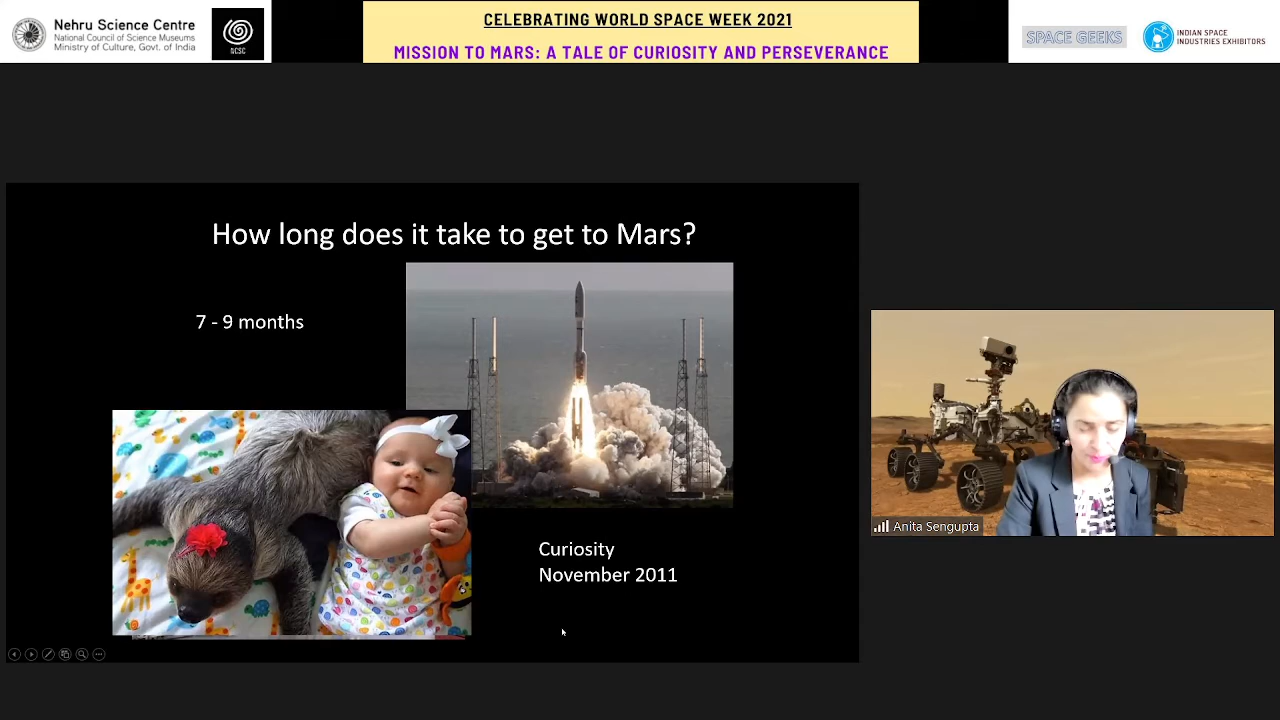 Nehru Science Centre
National Council of Science Museums
Ministry of Culture, Govt. of India
NCSC
CELEBRATING WORLD SPACE WEEK 2021
MISSION TO MARS: A TALE OF CURIOSITY AND PERSEVERANCE
SPACE GEEKS
INDIAN SPACE
INDUSTRIES EXHIBITORS
How long does it take to get to Mars?
7 - 9 months
Curiosity
November 2011
Anita Sengupta